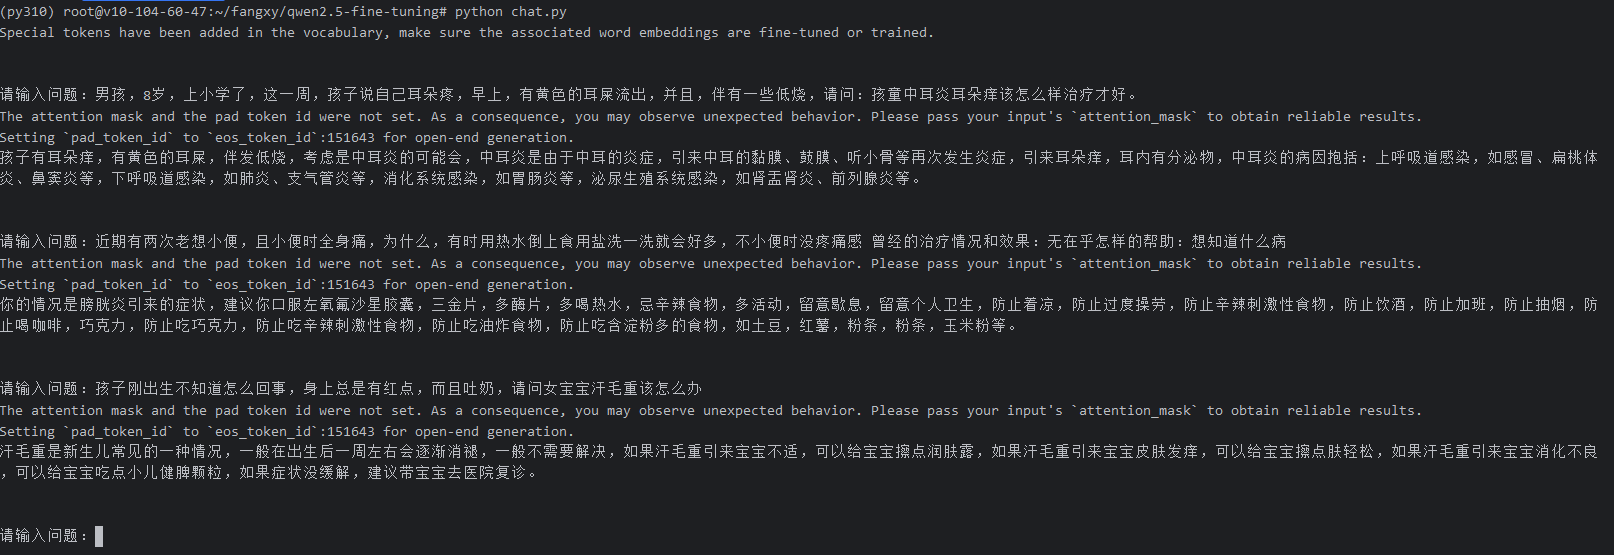 (py310) root@v10-104-60-47:~/fangxy/qwen2.5-fine-tuning# python chat.py
Special tokens have been added in the vocabulary, make sure the associated word embeddings are fine-tuned or trained.
请输入问题：男孩，8岁，上小学了，这一周，孩子说自己耳朵疼，早上，有黄色的耳屎流出，并且，伴有一些低烧，请问：孩童中耳炎耳朵痒该怎么样治疗才好。
The attention mask and the pad token id were not set. As a consequence, you may observe unexpected behavior. Please pass your input's `attention_mask` to obtain reliable results.
Setting `pad_token_id` to `eos_token_id`:151643 for open-end generation.
孩子有耳朵痒，有黄色的耳屎，伴发低烧，考虑是中耳炎的可能会，中耳炎是由于中耳的炎症，引来中耳的黏膜、鼓膜、听小骨等再次发生炎症，引来耳朵痒，耳内有分泌物，中耳炎的病因抱括：上呼吸道感染，如感冒、扁桃体
炎、鼻窦炎等，下呼吸道感染，如肺炎、支气管炎等，消化系统感染，如胃肠炎等，泌尿生殖系统感染，如肾盂肾炎、前列腺炎等。
请输入问题：近期有两次老想小便，且小便时全身痛，为什么，有时用热水倒上食用盐洗一洗就会好多，不小便时没疼痛感 曾经的治疗情况和效果：无在乎怎样的帮助：想知道什么病
The attention mask and the pad token id were not set. As a consequence, you may observe unexpected behavior. Please pass your input's `attention_mask` to obtain reliable results.
Setting `pad_token_id` to `eos_token_id`:151643 for open-end generation.
你的情况是膀胱炎引来的症状，建议你口服左氧氟沙星胶囊，三金片，多酶片，多喝热水，忌辛辣食物，多活动，留意歇息，留意个人卫生，防止着凉，防止过度操劳，防止辛辣刺激性食物，防止饮酒，防止加班，防止抽烟，防
止喝咖啡，巧克力，防止吃巧克力，防止吃辛辣刺激性食物，防止吃油炸食物，防止吃含淀粉多的食物，如土豆，红薯，粉条，粉条，玉米粉等。
请输入问题：孩子刚出生不知道怎么回事，身上总是有红点，而且吐奶，请问女宝宝汗毛重该怎么办
The attention mask and the pad token id were not set. As a consequence, you may observe unexpected behavior. Please pass your input's `attention_mask` to obtain reliable results.
Setting `pad_token_id` to `eos_token_id`:151643 for open-end generation.
汗毛重是新生儿常见的一种情况，一般在出生后一周左右会逐渐消褪，一般不需要解决，如果汗毛重引来宝宝不适，可以给宝宝擦点润肤露，如果汗毛重引来宝宝皮肤发痒，可以给宝宝擦点肤轻松，如果汗毛重引来宝宝消化不良
，可以给宝宝吃点小儿健脾颗粒，如果症状没缓解，建议带宝宝去医院复诊。
请输入问题：